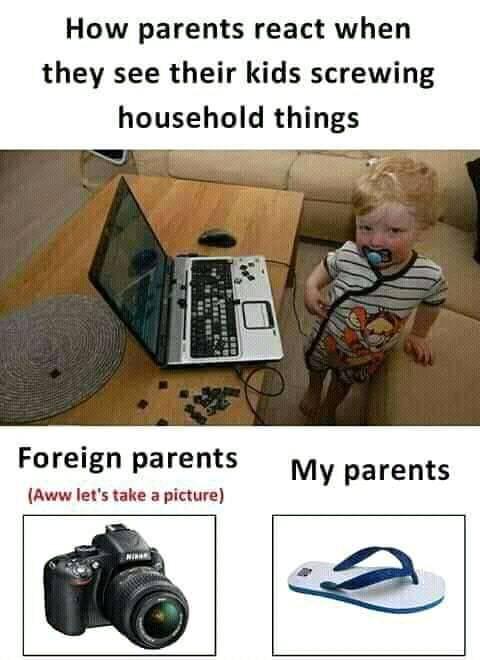 How parents react when
they see their kids screwing
household things
Foreign parents
(Aww let's take a picture)
My parents
Nikon